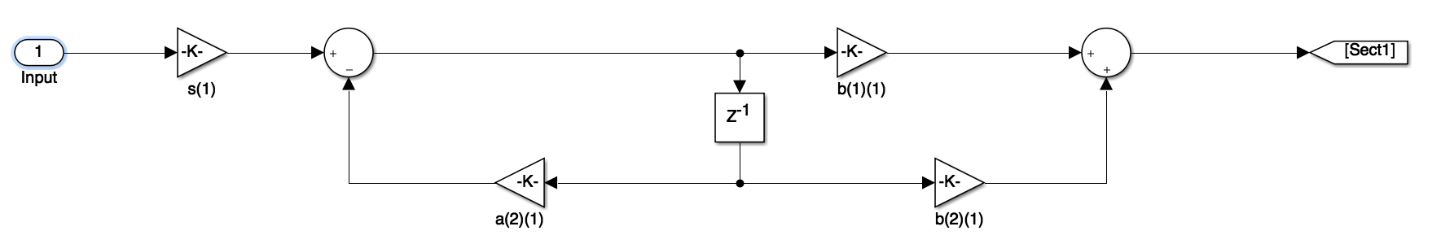 1
Input
-K-
s(1)
+
−
-K-
b(1)(1)
+
+
[Sect1]
Z-1
-K-
a(2)(1)
-K-
b(2)(1)